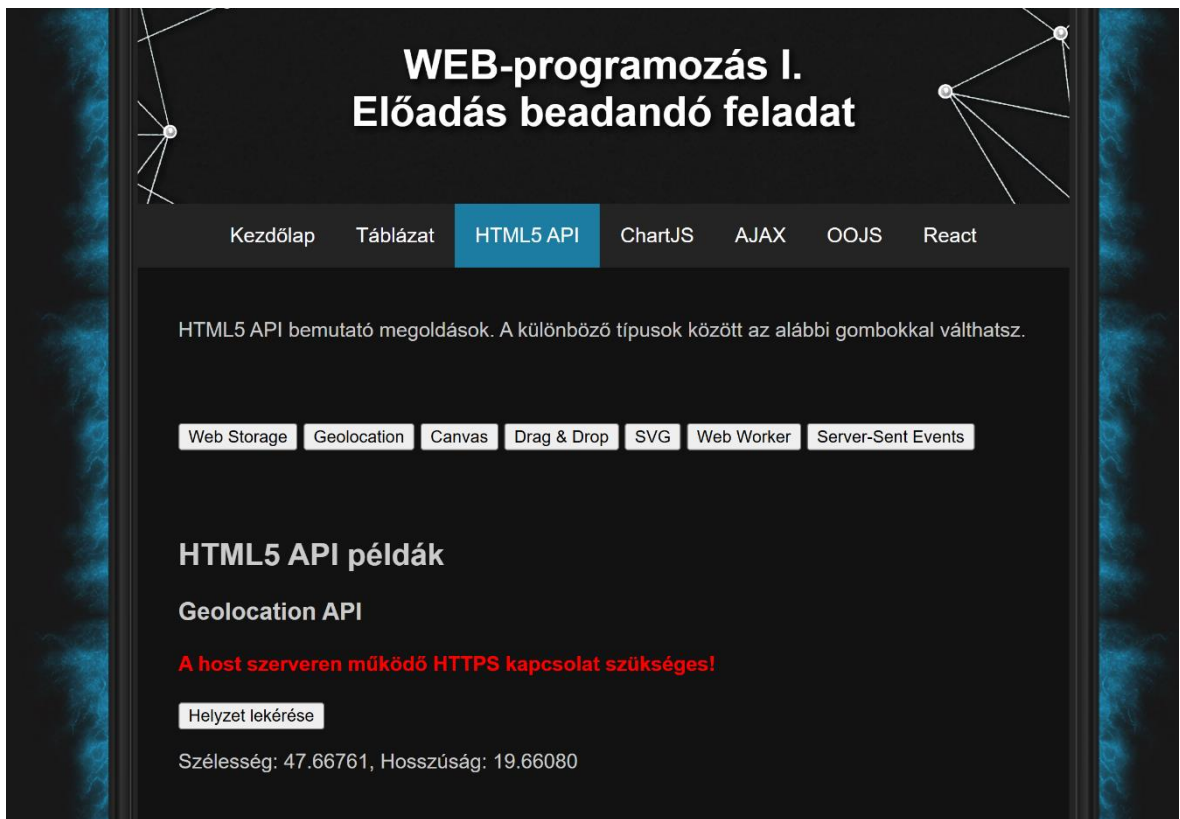 WEB-programozás I.
Előadás beadandó feladat
Kezdőlap Táblázat HTML5 API ChartJS AJAX OOJS React
HTML5 API bemutató megoldások. A különböző típusok között az alábbi gombokkal válthatsz.
Web Storage Geolocation Canvas Drag & Drop SVG Web Worker Server-Sent Events
HTML5 API példák
Geolocation API
A host szerveren működő HTTPS kapcsolat szükséges!
Helyzet lekérése
Szélesség: 47.66761, Hosszúság: 19.66080